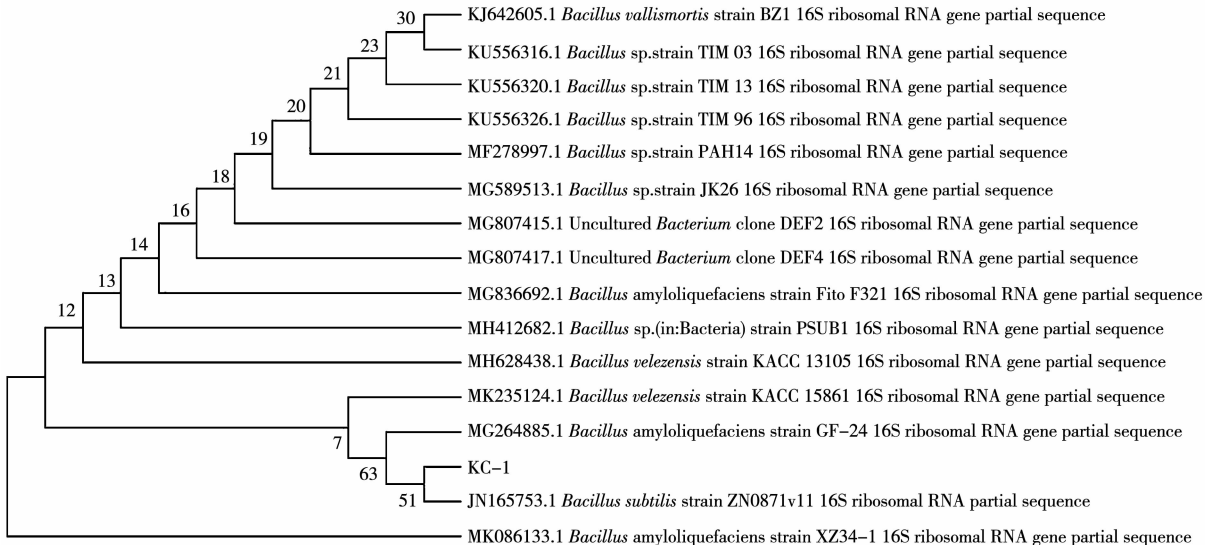 30
KJ642605.1 Bacillus vallismortis strain BZ1 16S ribosomal RNA gene partial sequence
23
KU556316.1 Bacillus sp.strain TIM 03 16S ribosomal RNA gene partial sequence
21
KU556320.1 Bacillus sp.strain TIM 13 16S ribosomal RNA gene partial sequence
20
KU556326.1 Bacillus sp.strain TIM 96 16S ribosomal RNA gene partial sequence
19
MF278997.1 Bacillus sp.strain PAH14 16S ribosomal RNA gene partial sequence
18
MG589513.1 Bacillus sp.strain JK26 16S ribosomal RNA gene partial sequence
16
MG807415.1 Uncultured Bacterium clone DEF2 16S ribosomal RNA gene partial sequence
14
MG807417.1 Uncultured Bacterium clone DEF4 16S ribosomal RNA gene partial sequence
13
MG836692.1 Bacillus amyloliquefaciens strain Fito F321 16S ribosomal RNA gene partial sequence
12
MH412682.1 Bacillus sp.(in:Bacteria) strain PSUB1 16S ribosomal RNA gene partial sequence
MH628438.1 Bacillus velezensis strain KACC 13105 16S ribosomal RNA gene partial sequence
MK235124.1 Bacillus velezensis strain KACC 15861 16S ribosomal RNA gene partial sequence
7
MG264885.1 Bacillus amyloliquefaciens strain GF-24 16S ribosomal RNA gene partial sequence
63
KC-1
51
JN165753.1 Bacillus subtilis strain ZN0871v11 16S ribosomal RNA partial sequence
MK086133.1 Bacillus amyloliquefaciens strain XZ34-1 16S ribosomal RNA gene partial sequence